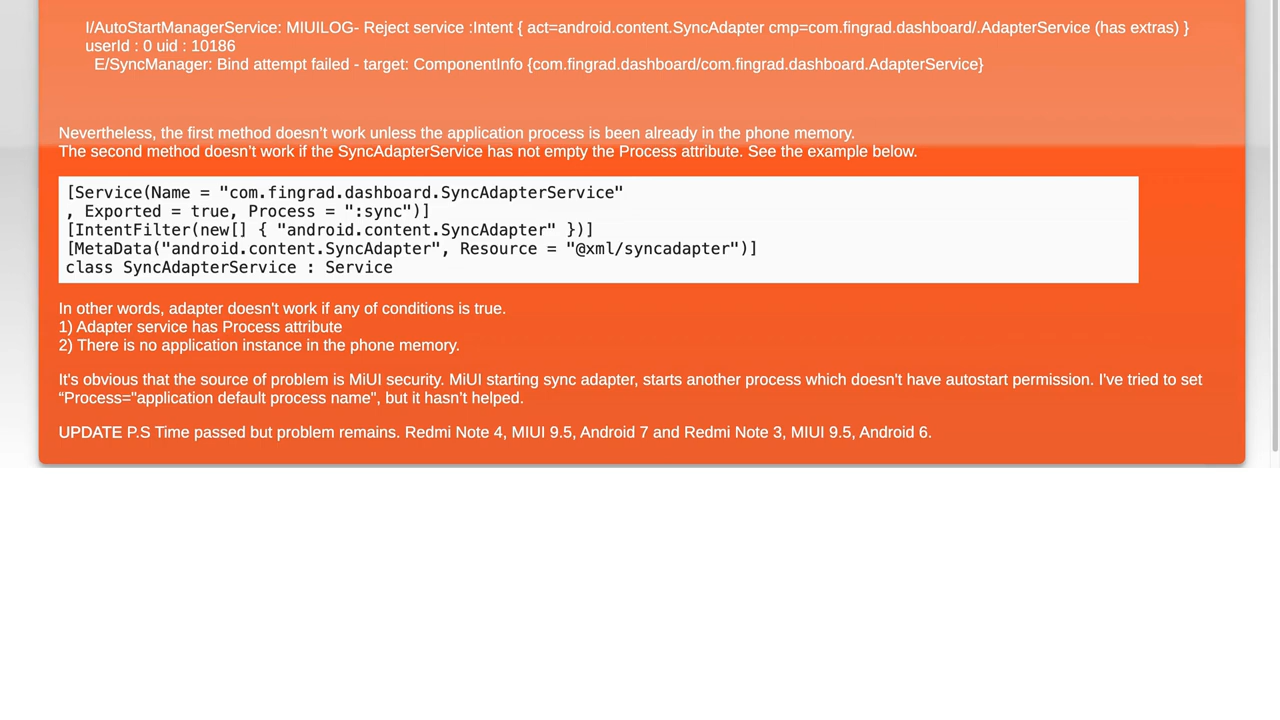 I/AutoStartManagerService: MIUILOG- Reject service :Intent { act=android.content.SyncAdapter cmp=com.fingrad.dashboard/.AdapterService (has extras) }
userId : 0 uid : 10186
E/SyncManager: Bind attempt failed - target: ComponentInfo {com.fingrad.dashboard/com.fingrad.dashboard.AdapterService}
Nevertheless, the first method doesn’t work unless the application process is been already in the phone memory.
The second method doesn’t work if the SyncAdapterService has not empty the Process attribute. See the example below.
[Service(Name = "com.fingrad.dashboard.SyncAdapterService"
, Exported = true, Process = ":sync")]
[IntentFilter(new[] { "android.content.SyncAdapter" })]
[MetaData("android.content.SyncAdapter", Resource = "@xml/syncadapter")]
class SyncAdapterService : Service
In other words, adapter doesn't work if any of conditions is true.
1) Adapter service has Process attribute
2) There is no application instance in the phone memory.
It's obvious that the source of problem is MiUI security. MiUI starting sync adapter, starts another process which doesn't have autostart permission. I've tried to set
“Process="application default process name", but it hasn’t helped.
UPDATE P.S Time passed but problem remains. Redmi Note 4, MIUI 9.5, Android 7 and Redmi Note 3, MIUI 9.5, Android 6.